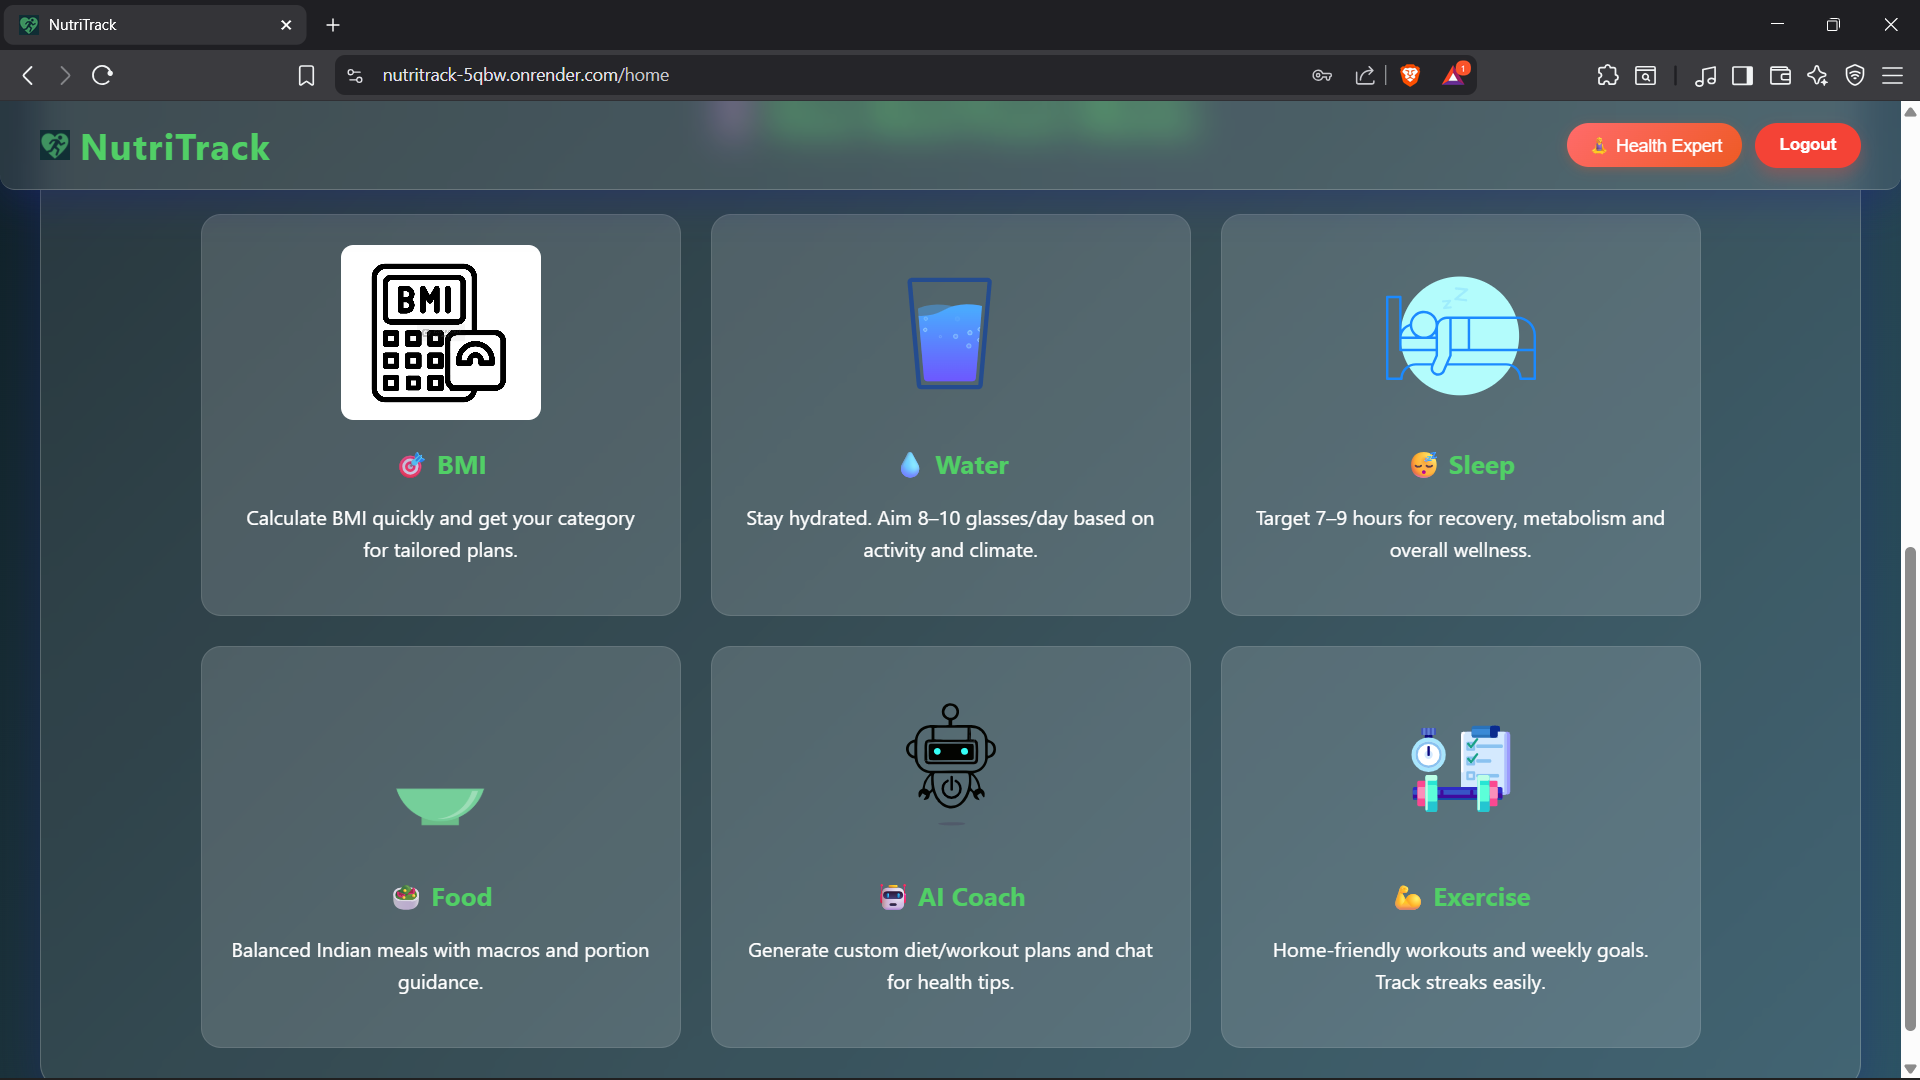 NutriTrack
nutritrack-5qbw.onrender.com/home
1
NutriTrack
Health Expert
Logout
BMI
z Z
BMI
Water
Sleep
Calculate BMI quickly and get your category
for tailored plans.
Stay hydrated. Aim 8–10 glasses/day based on
activity and climate.
Target 7–9 hours for recovery, metabolism and
overall wellness.
Food
AI Coach
Exercise
Balanced Indian meals with macros and portion
guidance.
Generate custom diet/workout plans and chat
for health tips.
Home-friendly workouts and weekly goals.
Track streaks easily.